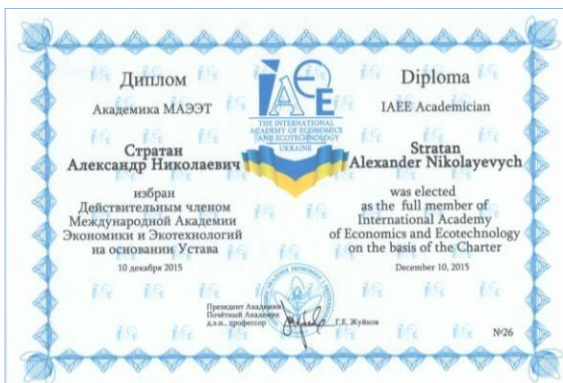 Диплом
Академика МАЭЭТ
Стратан
Александр Николаевич
избран
Действительным членом
Международной Академии
Экономики и Экотехнологий
на основании Устава
10 декабря 2015
IAEE
THE INTERNATIONAL
ACADEMY OF ECONOMICS
AND ECOTECHNOLOGY
UKRAINE
Diploma
IAEE Academician
Stratan
Alexander Nikolayevych
was elected
as the full member of
International Academy
of Economics and Ecotechnology
on the basis of the Charter
December 10, 2015
Президент Академии
Почётный Академик
д.э.н., профессор
Г.Е. Жуйков
№26